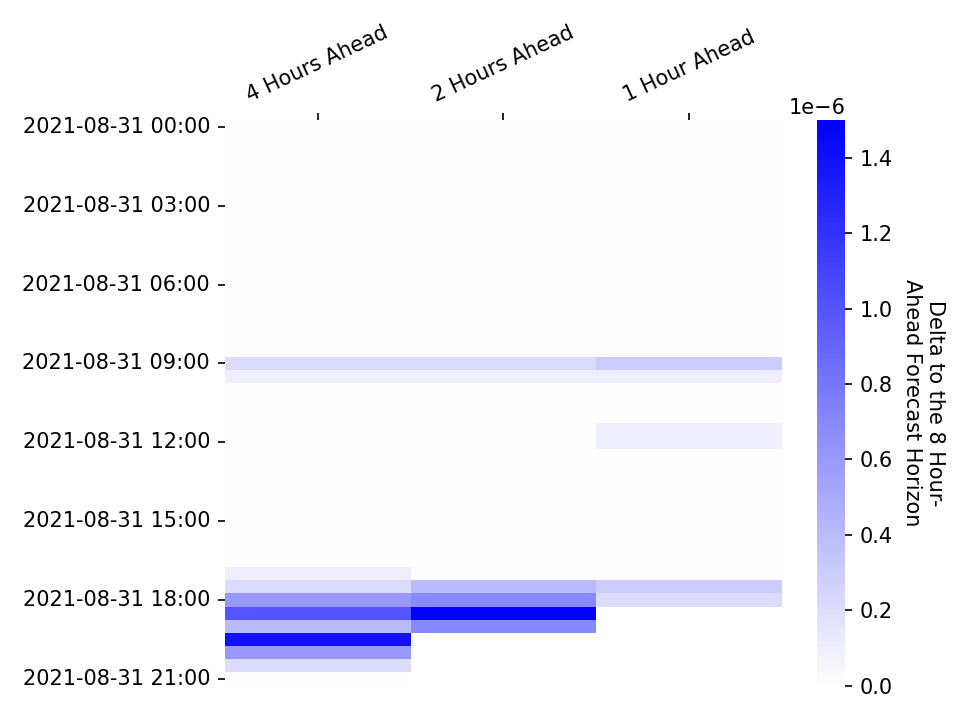 4 Hours Ahead
2 Hours Ahead
1 Hour Ahead
2021-08-31 00:00
2021-08-31 03:00
2021-08-31 06:00
2021-08-31 09:00
2021-08-31 12:00
2021-08-31 15:00
2021-08-31 18:00
2021-08-31 21:00
1e−6
1.4
1.2
1.0
0.8
0.6
0.4
0.2
0.0
Delta to the 8 Hour-
Ahead Forecast Horizon